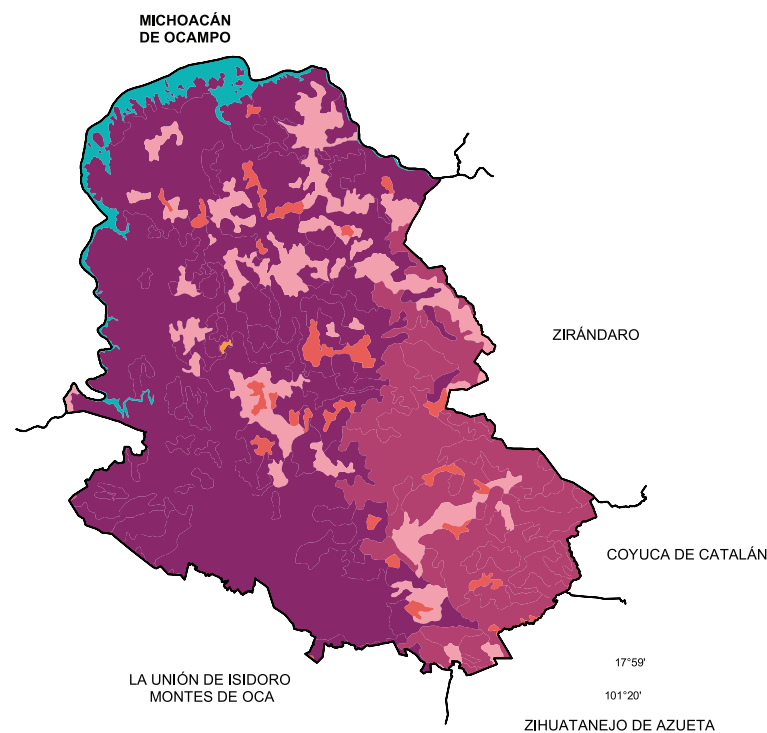 MICHOACÁN
DE OCAMPO
ZIRÁNDARO
COYUCA DE CATALÁN
LA UNIÓN DE ISIDORO
MONTES DE OCA
17°59'
101°20'
ZIHUATANEJO DE AZUETA